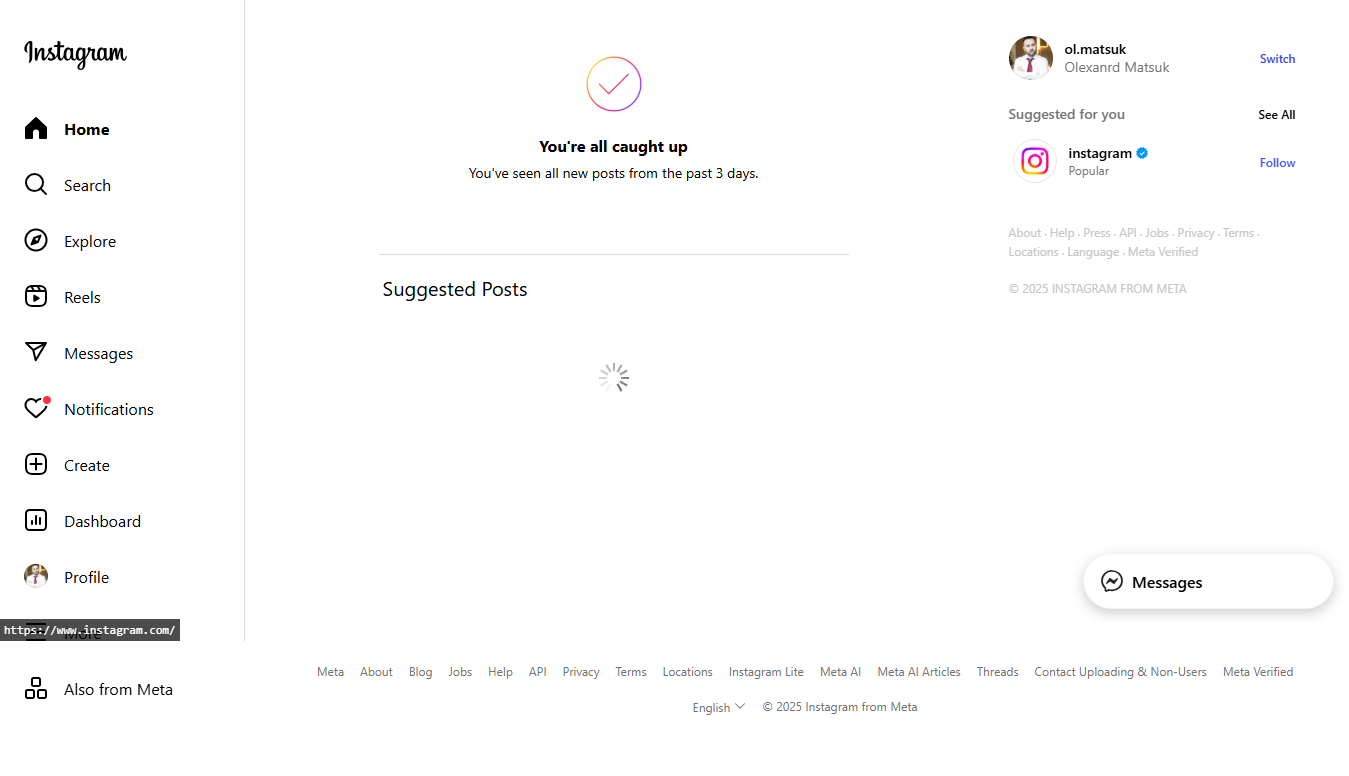 Instagram
Home
Search
Explore
Reels
Messages
Notifications
Create
Dashboard
Profile
More
https://www.instagram.com/
Also from Meta
You're all caught up
You've seen all new posts from the past 3 days.
Suggested Posts
ol.matsuk
Olexanrd Matsuk
Switch
Suggested for you
See All
instagram
Popular
Follow
About · Help · Press · API · Jobs · Privacy · Terms ·
Locations · Language · Meta Verified
© 2025 INSTAGRAM FROM META
Messages
Meta About Blog Jobs Help API Privacy Terms Locations Instagram Lite Meta AI Meta AI Articles Threads Contact Uploading & Non-Users Meta Verified
English © 2025 Instagram from Meta